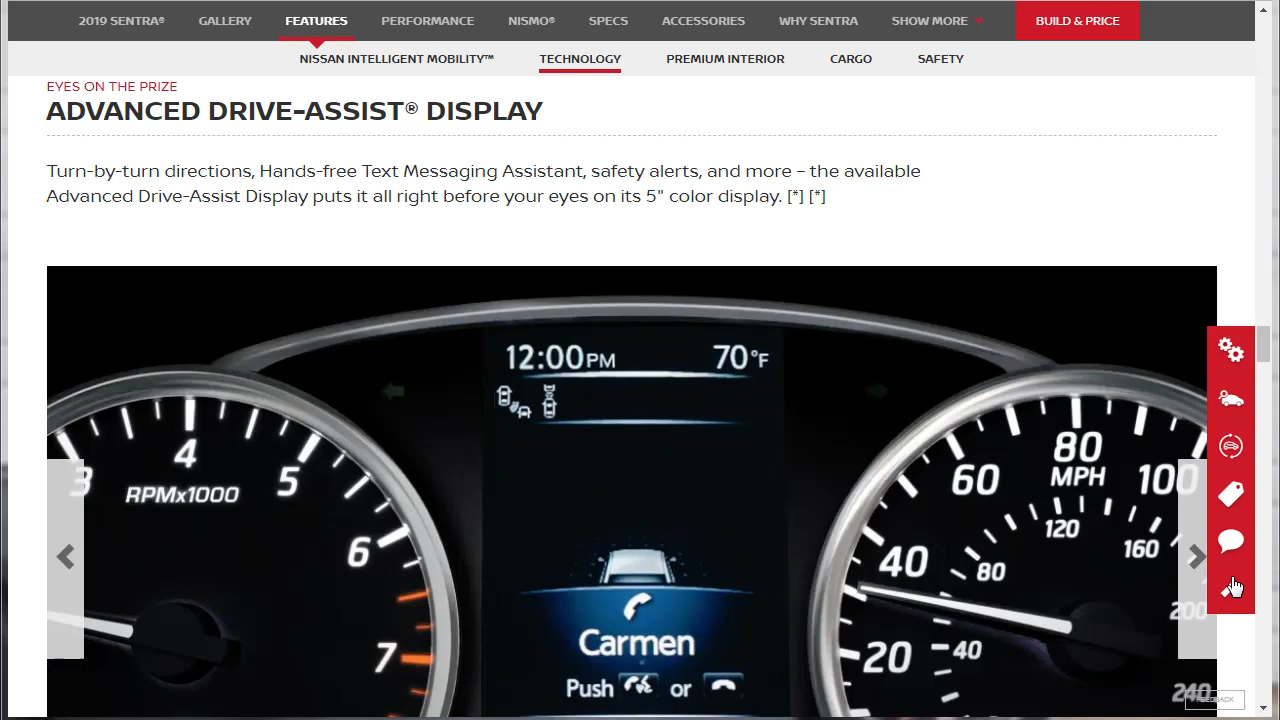 2019 SENTRA® GALLERY FEATURES PERFORMANCE NISMO® SPECS ACCESSORIES WHY SENTRA SHOW MORE BUILD & PRICE
NISSAN INTELLIGENT MOBILITY™ TECHNOLOGY PREMIUM INTERIOR CARGO SAFETY
EYES ON THE PRIZE
ADVANCED DRIVE-ASSIST® DISPLAY
Turn-by-turn directions, Hands-free Text Messaging Assistant, safety alerts, and more – the available
Advanced Drive-Assist Display puts it all right before your eyes on its 5" color display. [*] [*]
12:00PM 70°F
3 4 5 6 7
RPMx1000
Carmen
Push or
20 40 60 80 100
MPH
40 80 120 160 200 240
FEEDBACK